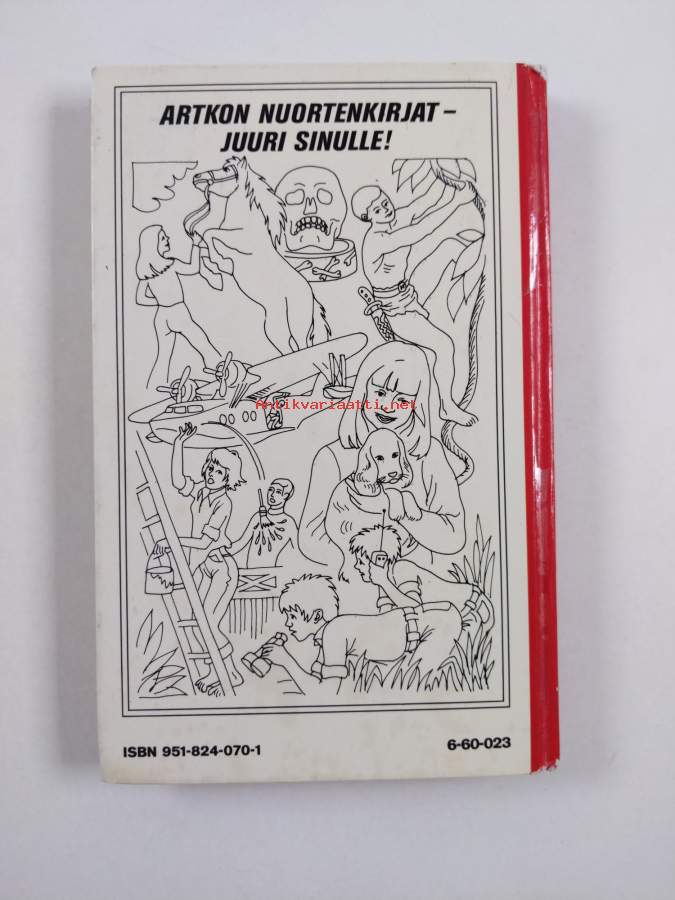 ARTKON NUORTENKIRJAT –
JUURI SINULLE!
Antikvariaatti.net
ISBN 951-824-070-1
6-60-023